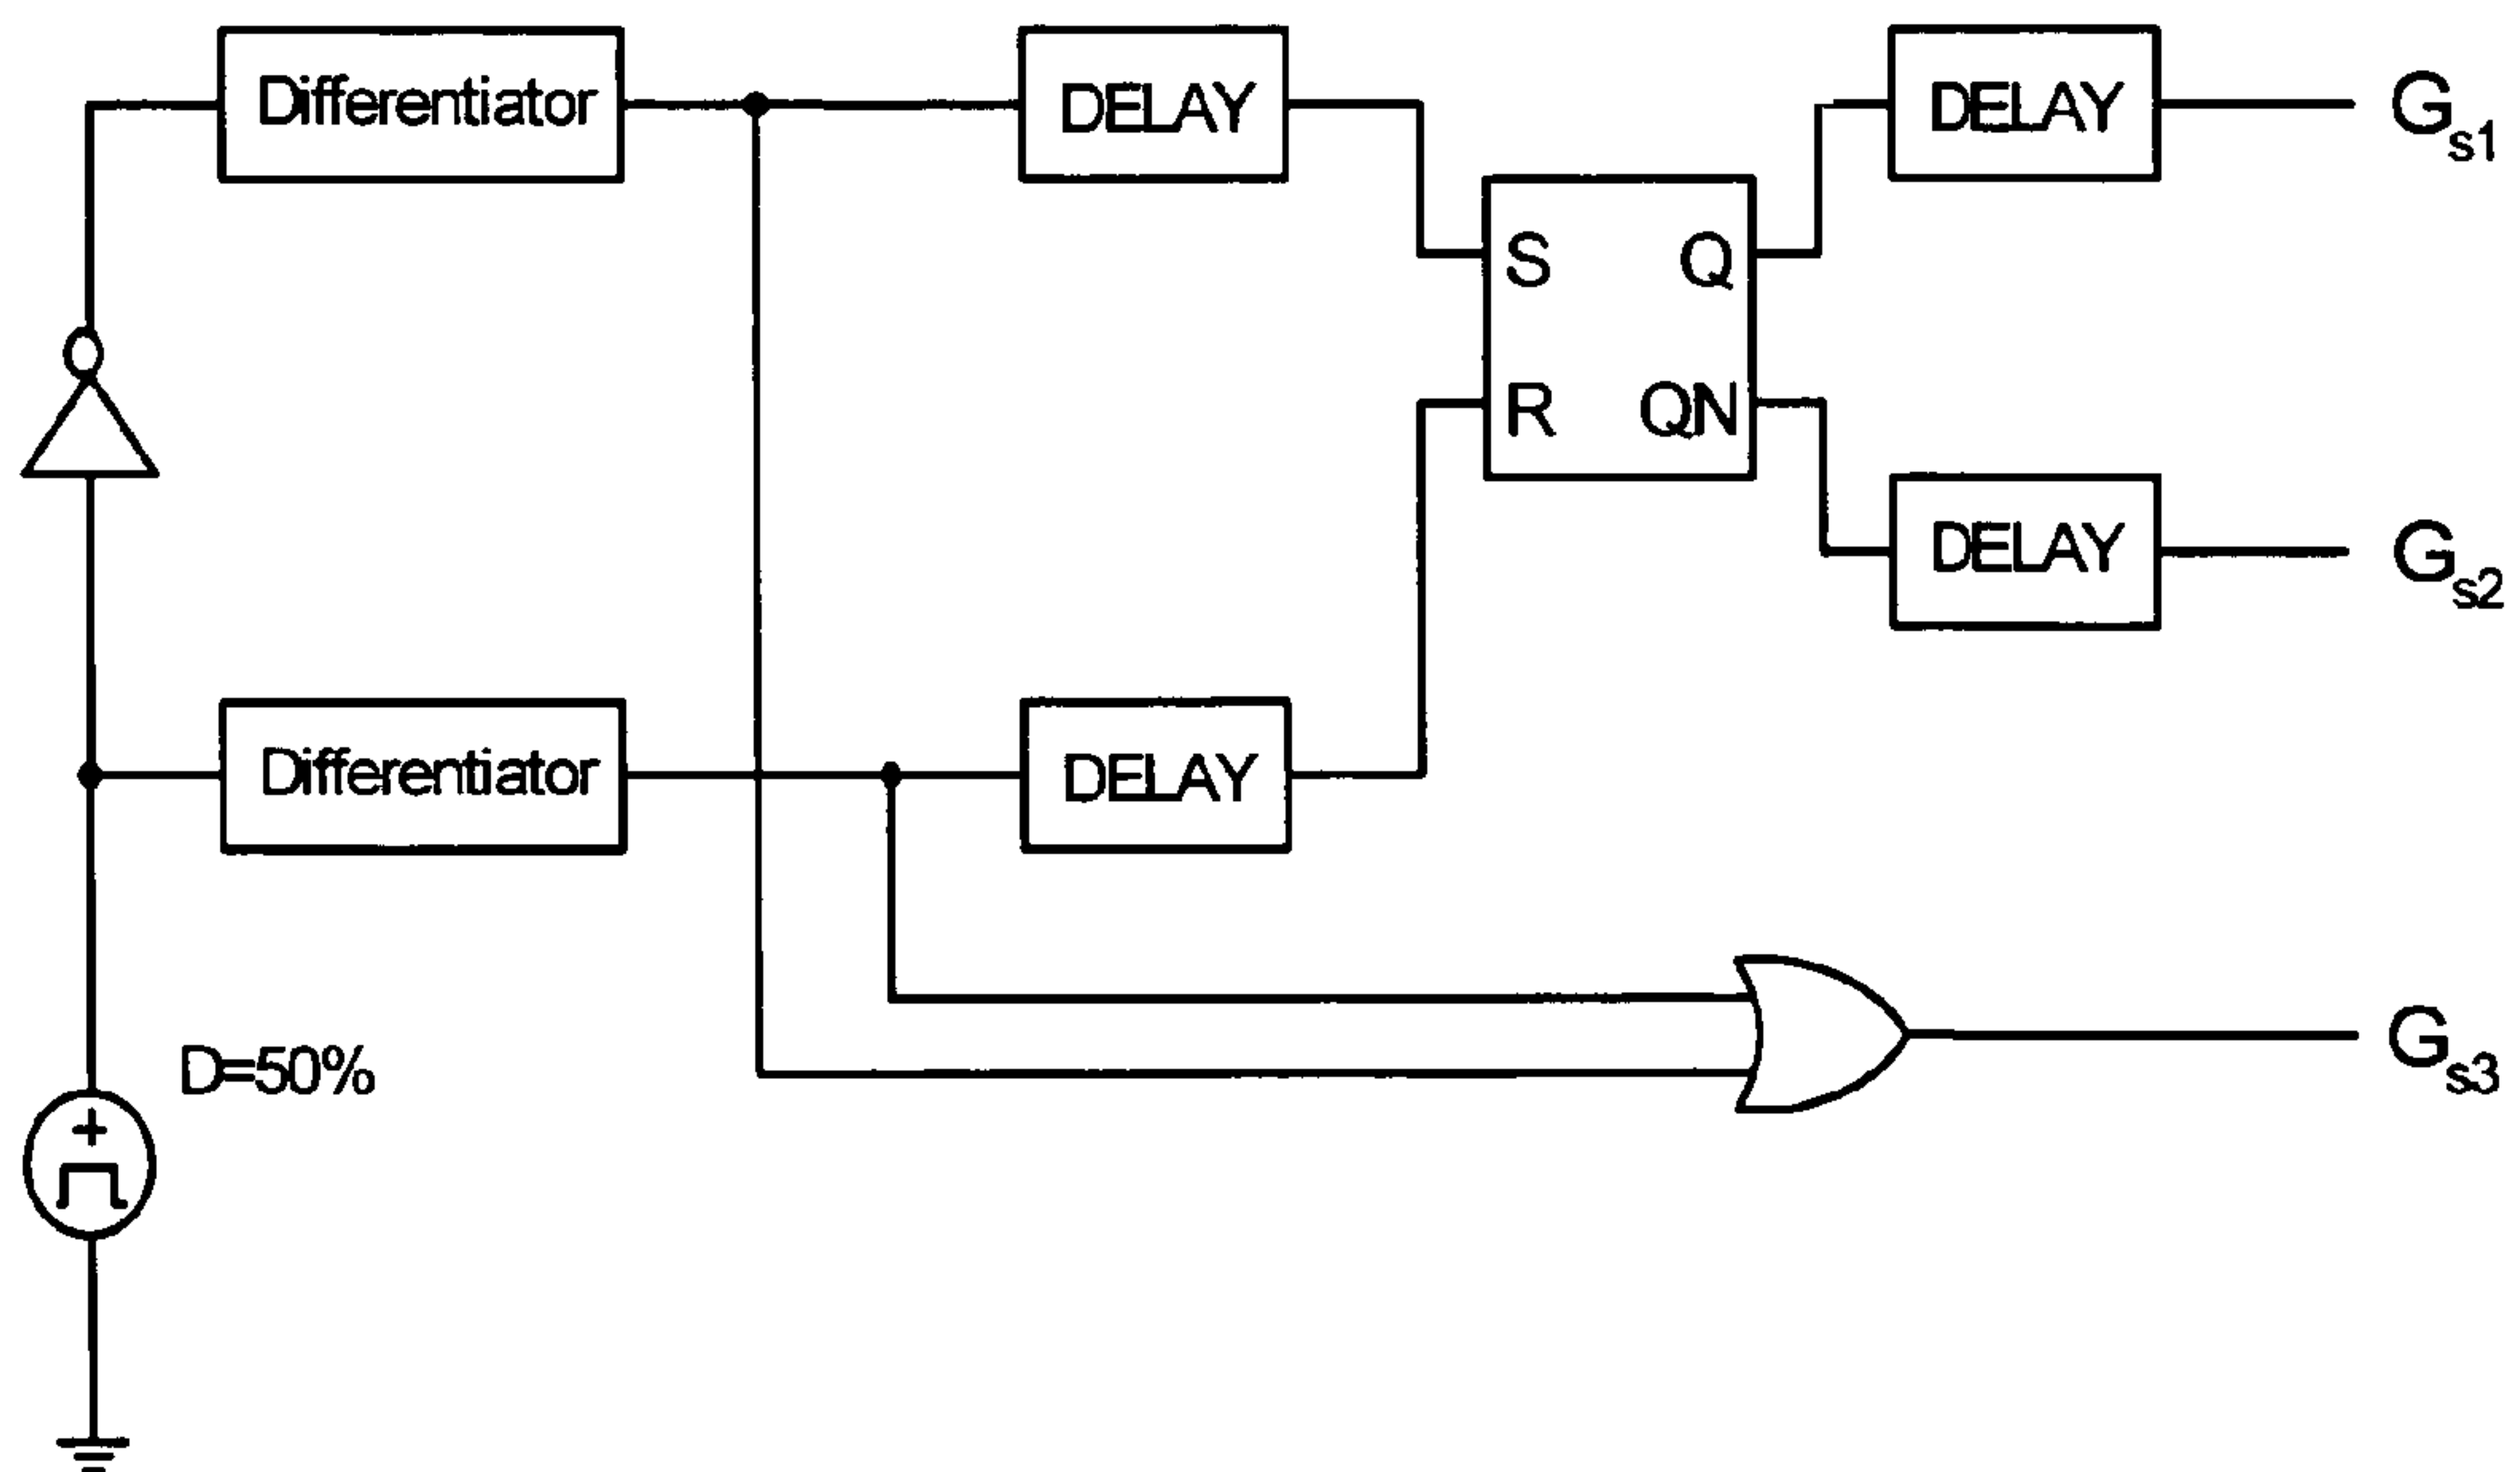 Differentiator
DELAY
DELAY
Gs1
S
Q
R
QN
DELAY
Gs2
Differentiator
DELAY
D=50%
+
Gs3